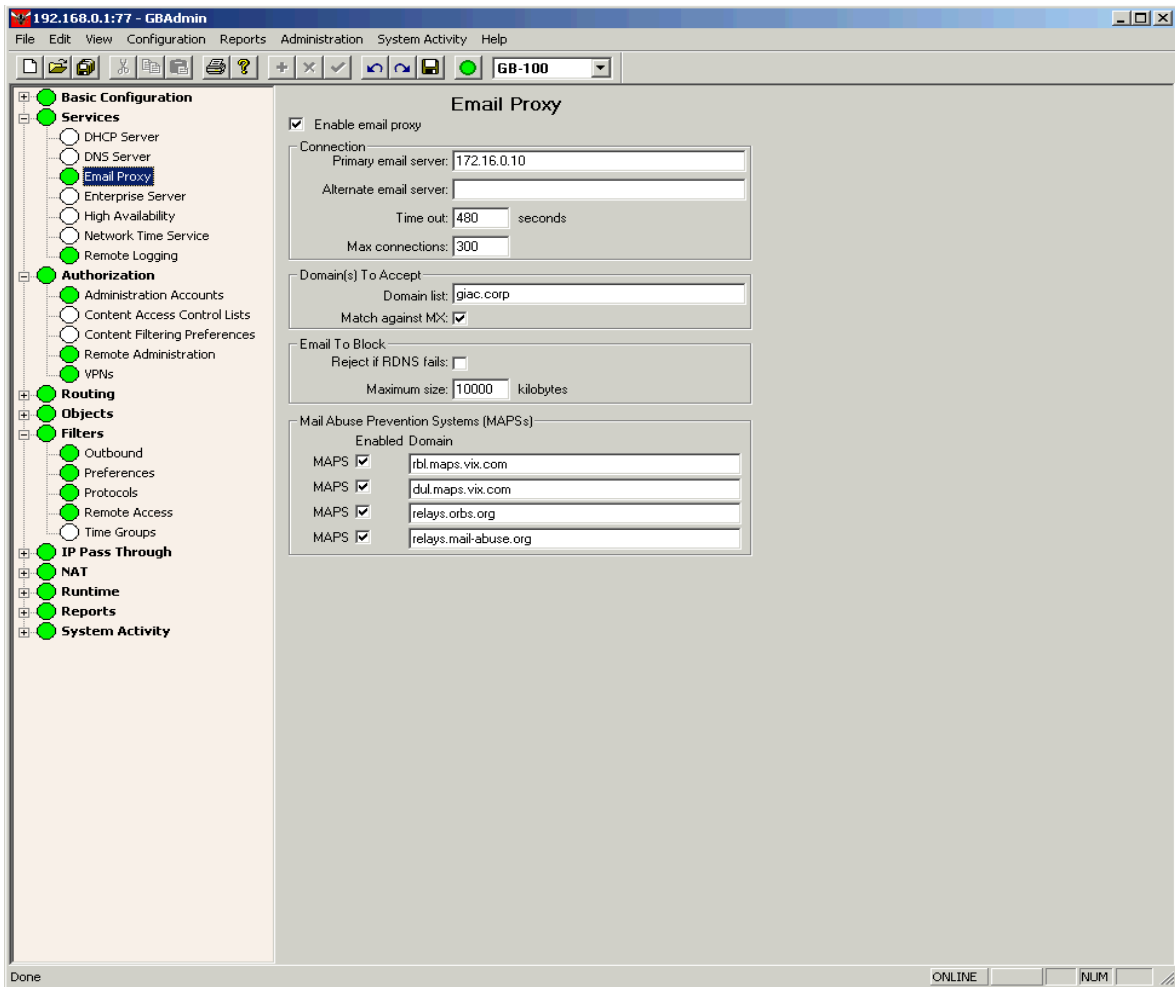 192.168.0.1:77 - GBAdmin
File Edit View Configuration Reports Administration System Activity Help
GB-100
Basic Configuration
Services
DHCP Server
DNS Server
Email Proxy
Enterprise Server
High Availability
Network Time Service
Remote Logging
Authorization
Administration Accounts
Content Access Control Lists
Content Filtering Preferences
Remote Administration
VPNs
Routing
Objects
Filters
Outbound
Preferences
Protocols
Remote Access
Time Groups
IP Pass Through
NAT
Runtime
Reports
System Activity
Email Proxy
Enable email proxy
Connection
Primary email server: 172.16.0.10
Alternate email server:
Time out: 480 seconds
Max connections: 300
Domain(s) To Accept
Domain list: giac.corp
Match against MX:
Email To Block
Reject if RDNS fails:
Maximum size: 10000 kilobytes
Mail Abuse Prevention Systems (MAPSs)
Enabled Domain
MAPS rbl.maps.vix.com
MAPS dul.maps.vix.com
MAPS relays.orbs.org
MAPS relays.mail-abuse.org
Done ONLINE NUM